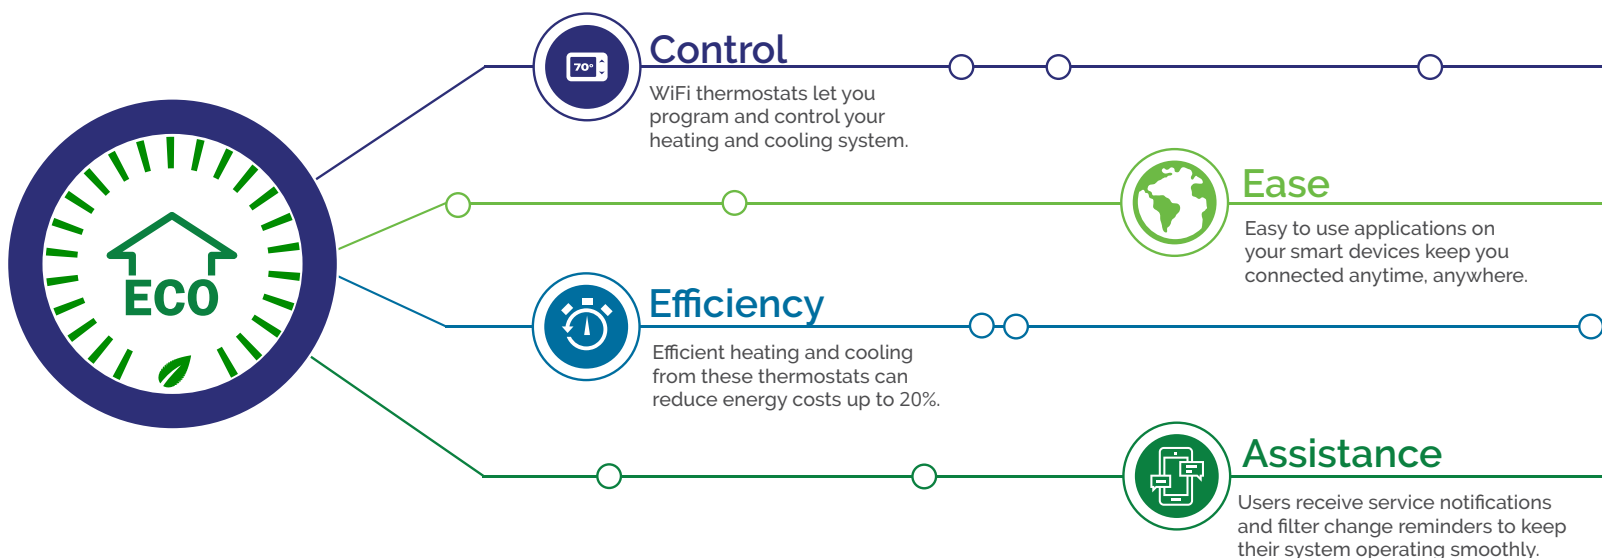 Control
70°
WiFi thermostats let you
program and control your
heating and cooling system.
Ease
Easy to use applications on
your smart devices keep you
connected anytime, anywhere.
ECO
Efficiency
Efficient heating and cooling
from these thermostats can
reduce energy costs up to 20%.
Assistance
Users receive service notifications
and filter change reminders to keep
their system operating smoothly.